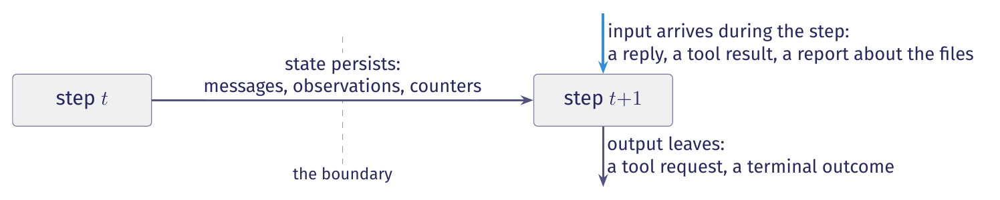 input arrives during the step:
a reply, a tool result, a report about the files
state persists:
messages, observations, counters
step t
step t+1
output leaves:
a tool request, a terminal outcome
the boundary